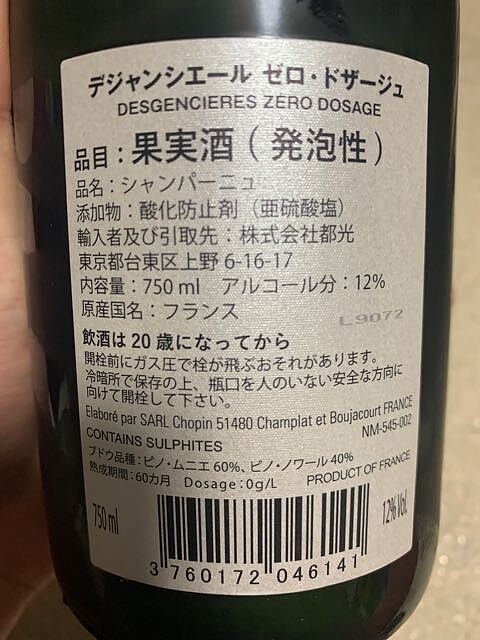 デジャンシエール ゼロ・ドザージュ
DESGENCIERES ZERO DOSAGE
品目：果実酒（発泡性）
品名：シャンパーニュ
添加物：酸化防止剤（亜硫酸塩）
輸入者及び引取先：株式会社都光
東京都台東区上野 6-16-17
内容量：750 ml アルコール分：12%
原産国名：フランス
L9072
飲酒は 20 歳になってから
開栓前にガス圧で栓が飛ぶおそれがあります。
冷暗所で保存の上、瓶口を人のいない安全な方向に
向けて開栓して下さい。
Elaboré par SARL Chopin 51480 Champlat et Boujacourt FRANCE
NM-545-002
CONTAINS SULPHITES
ブドウ品種：ピノ・ムニエ 60%、ピノ・ノワール 40%
熟成期間：60カ月 Dosage：0g/L
PRODUCT OF FRANCE
750 ml
12% Vol.
3 760172 046141